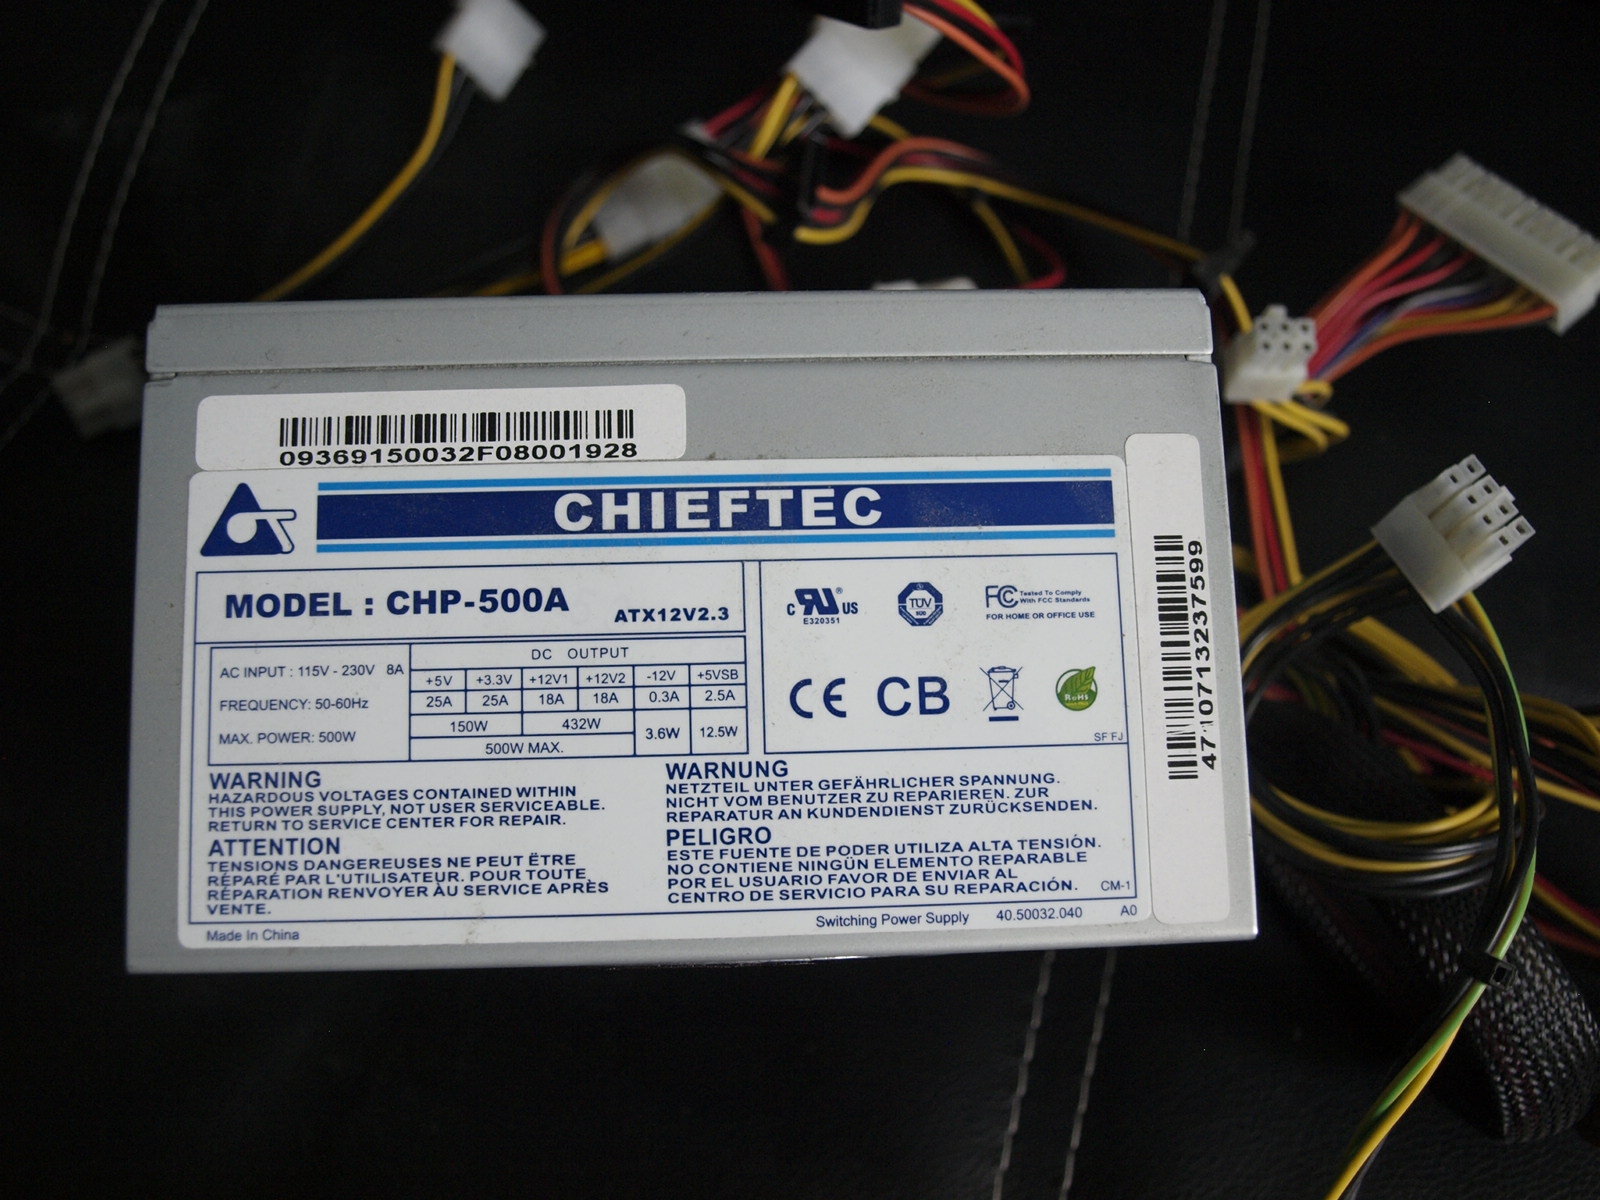 09369150032F08001928
CHIEFTEC
MODEL : CHP-500A
ATX12V2.3
AC INPUT : 115V - 230V 8A
FREQUENCY: 50-60Hz
MAX. POWER: 500W
DC OUTPUT
+5V +3.3V +12V1 +12V2 -12V +5VSB
25A 25A 18A 18A 0.3A 2.5A
150W 432W 3.6W 12.5W
500W MAX.
C RU ® US
E320351
TÜV
FC Tested To Comply
With FCC Standards
FOR HOME OR OFFICE USE
CE CB
RoHS
SF FJ
WARNING
HAZARDOUS VOLTAGES CONTAINED WITHIN
THIS POWER SUPPLY, NOT USER SERVICEABLE.
RETURN TO SERVICE CENTER FOR REPAIR.
ATTENTION
TENSIONS DANGEREUSES NE PEUT ËTRE
RÉPARÉ PAR L'UTILISATEUR. POUR TOUTE
RÉPARATION RENVOYER ÀU SERVICE APRÈS
VENTE.
WARNUNG
NETZTEIL UNTER GEFÄHRLICHER SPANNUNG.
NICHT VOM BENUTZER ZU REPARIEREN. ZUR
REPARATUR AN KUNDENDIENST ZURÜCKSENDEN.
PELIGRO
ESTE FUENTE DE PODER UTILIZA ALTA TENSIÓN.
NO CONTIENE NINGÜN ELEMENTO REPARABLE
POR EL USUARIO FAVOR DE ENVIAR AL
CENTRO DE SERVICIO PARA SU REPARACIÓN.
CM-1
Made In China
Switching Power Supply 40.50032.040 A0
4710713237599